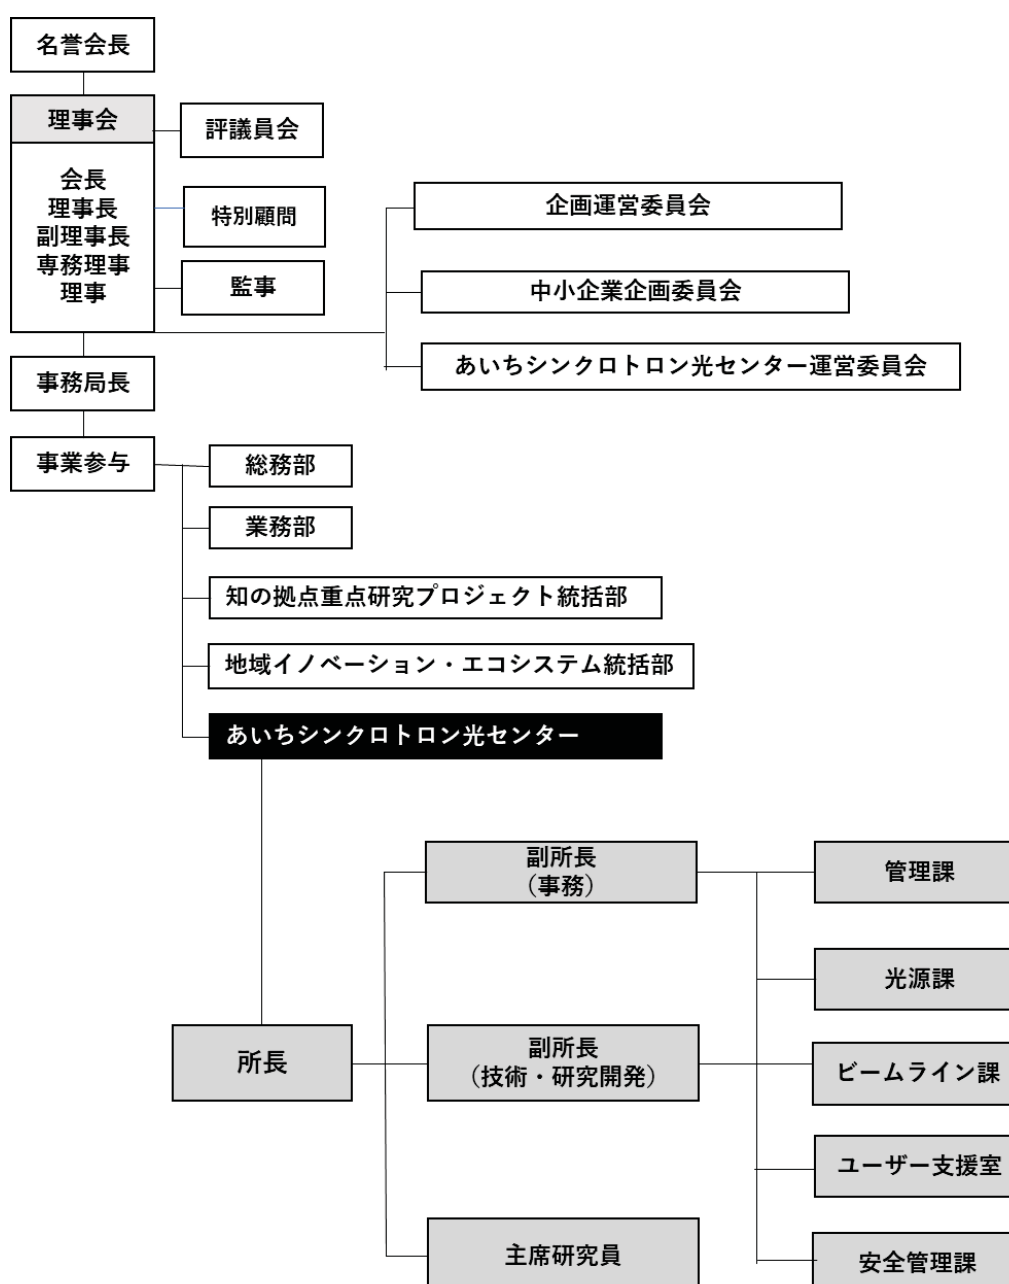 名誉会長
理事会
評議員会
会長
理事長
副理事長
専務理事
理事
特別顧問
監事
企画運営委員会
中小企業企画委員会
あいちシンクロトロン光センター運営委員会
事務局長
事業参与
総務部
業務部
知の拠点重点研究プロジェクト統括部
地域イノベーション・エコシステム統括部
あいちシンクロトロン光センター
所長
副所長
（事務）
副所長
（技術・研究開発）
主席研究員
管理課
光源課
ビームライン課
ユーザー支援室
安全管理課